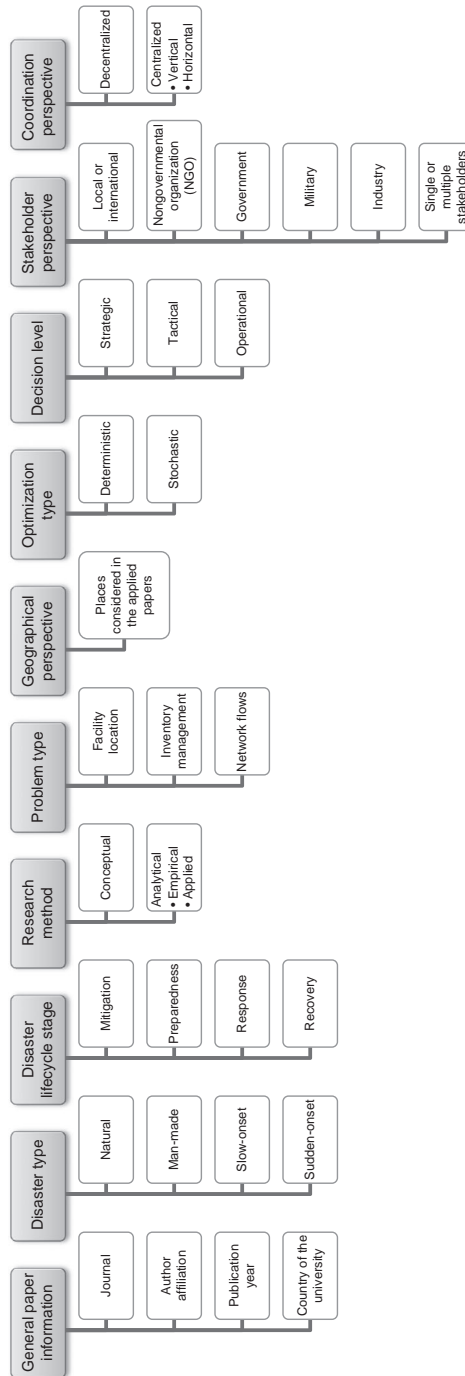 General paper
information
Journal
Author
affiliation
Publication
year
Country of the
university
Disaster type
Natural
Man-made
Slow-onset
Sudden-onset
Disaster
lifecycle stage
Mitigation
Preparedness
Response
Recovery
Research
method
Conceptual
Analytical
• Empirical
• Applied
Problem type
Facility
location
Inventory
management
Network flows
Geographical
perspective
Places
considered in
the applied
papers
Optimization
type
Deterministic
Stochastic
Decision level
Strategic
Tactical
Operational
Stakeholder
perspective
Local or
international
Nongovernmental
organization
(NGO)
Government
Military
Industry
Single or
multiple
stakeholders
Coordination
perspective
Decentralized
Centralized
• Vertical
• Horizontal